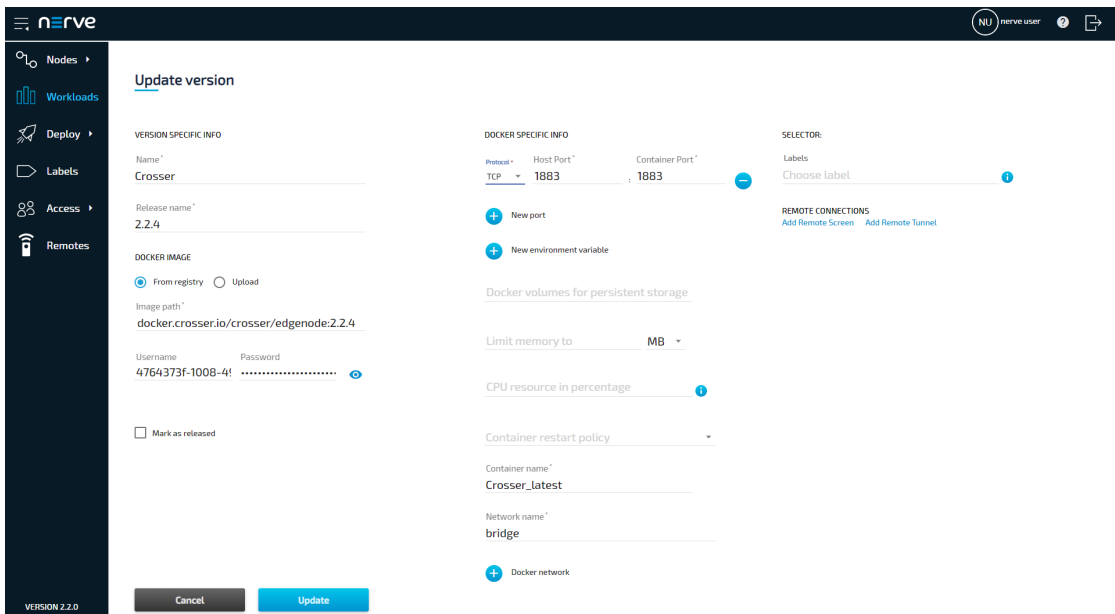 nerve
NU nerve user ?
Nodes
Workloads
Deploy
Labels
Access
Remotes
VERSION 2.2.0
Update version
VERSION SPECIFIC INFO
Name*
Crosser
Release name*
2.2.4
DOCKER IMAGE
From registry Upload
Image path*
docker.crosser.io/crosser/edgenode:2.2.4
Username Password
4764373f-1008-49 ••••••••••••••••••••••
Mark as released
Cancel Update
DOCKER SPECIFIC INFO
Protocol* Host Port* Container Port*
TCP 1883 : 1883
New port
New environment variable
Docker volumes for persistent storage
Limit memory to MB
CPU resource in percentage
Container restart policy
Container name*
Crosser_latest
Network name*
bridge
Docker network
SELECTOR:
Labels
Choose label
REMOTE CONNECTIONS
Add Remote Screen Add Remote Tunnel